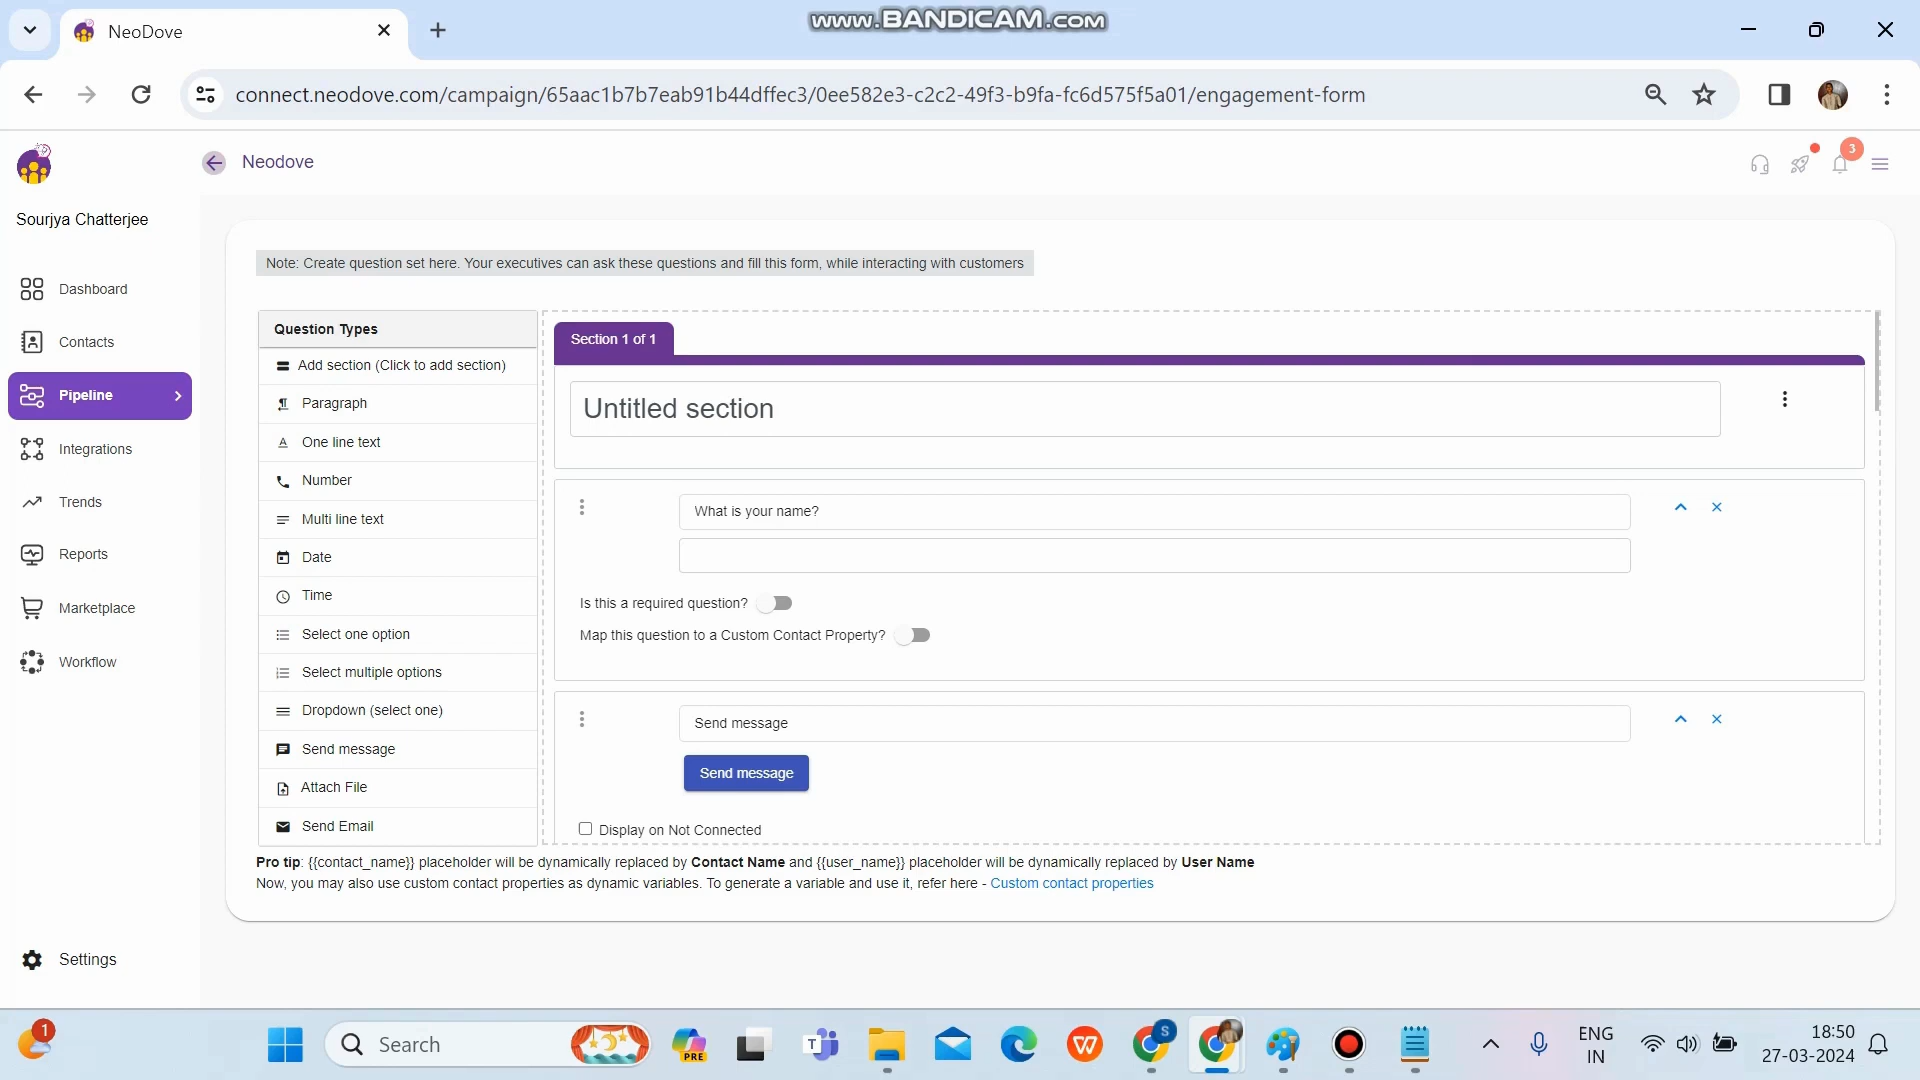 NeoDove
www.BANDICAM.com
connect.neodove.com/campaign/65aac1b7b7eab91b44dffec3/0ee582e3-c2c2-49f3-b9fa-fc6d575f5a01/engagement-form
Neodove
3
Sourjya Chatterjee
Dashboard
Contacts
Pipeline
Integrations
Trends
Reports
Marketplace
Workflow
Settings
Note: Create question set here. Your executives can ask these questions and fill this form, while interacting with customers
Question Types
Add section (Click to add section)
Paragraph
One line text
Number
Multi line text
Date
Time
Select one option
Select multiple options
Dropdown (select one)
Send message
Attach File
Send Email
Section 1 of 1
Untitled section
What is your name?
Is this a required question?
Map this question to a Custom Contact Property?
Send message
Send message
Display on Not Connected
Pro tip: {{contact_name}} placeholder will be dynamically replaced by Contact Name and {{user_name}} placeholder will be dynamically replaced by User Name
Now, you may also use custom contact properties as dynamic variables. To generate a variable and use it, refer here - Custom contact properties
1
Search
PRE
T
W
S
ENG
IN
18:50
27-03-2024